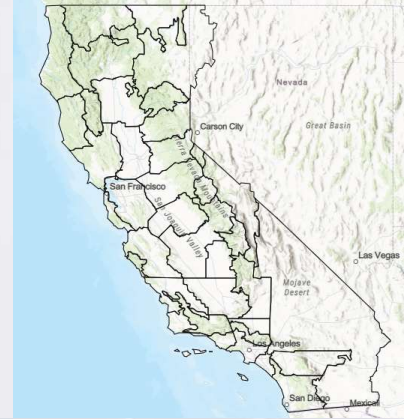 Nevada
Great Basin
Carson City
Sierra Nevada Mountains
San Francisco
San Joaquin Valley
Las Vegas
Mojave
Desert
Los Angeles
San Diego
Mexicali